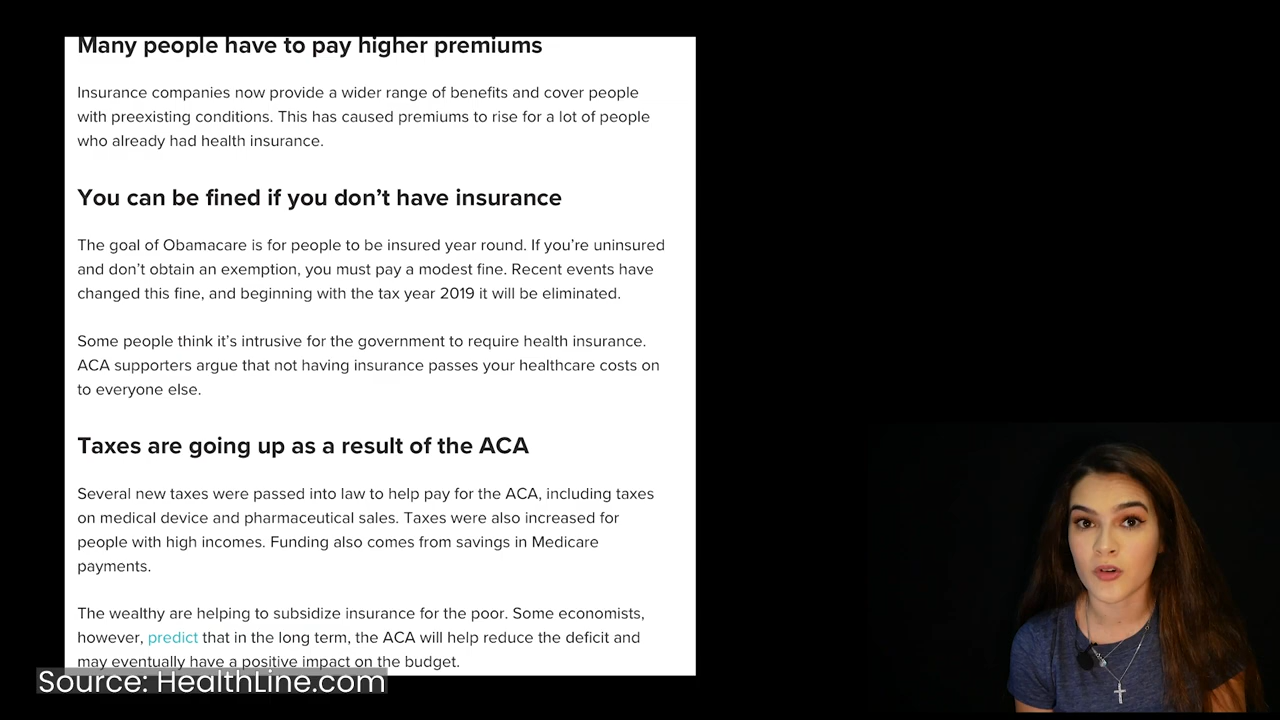 Many people have to pay higher premiums
Insurance companies now provide a wider range of benefits and cover people
with preexisting conditions. This has caused premiums to rise for a lot of people
who already had health insurance.
You can be fined if you don’t have insurance
The goal of Obamacare is for people to be insured year round. If you’re uninsured
and don’t obtain an exemption, you must pay a modest fine. Recent events have
changed this fine, and beginning with the tax year 2019 it will be eliminated.
Some people think it’s intrusive for the government to require health insurance.
ACA supporters argue that not having insurance passes your healthcare costs on
to everyone else.
Taxes are going up as a result of the ACA
Several new taxes were passed into law to help pay for the ACA, including taxes
on medical device and pharmaceutical sales. Taxes were also increased for
people with high incomes. Funding also comes from savings in Medicare
payments.
The wealthy are helping to subsidize insurance for the poor. Some economists,
however, predict that in the long term, the ACA will help reduce the deficit and
may eventually have a positive impact on the budget.
Source: HealthLine.com